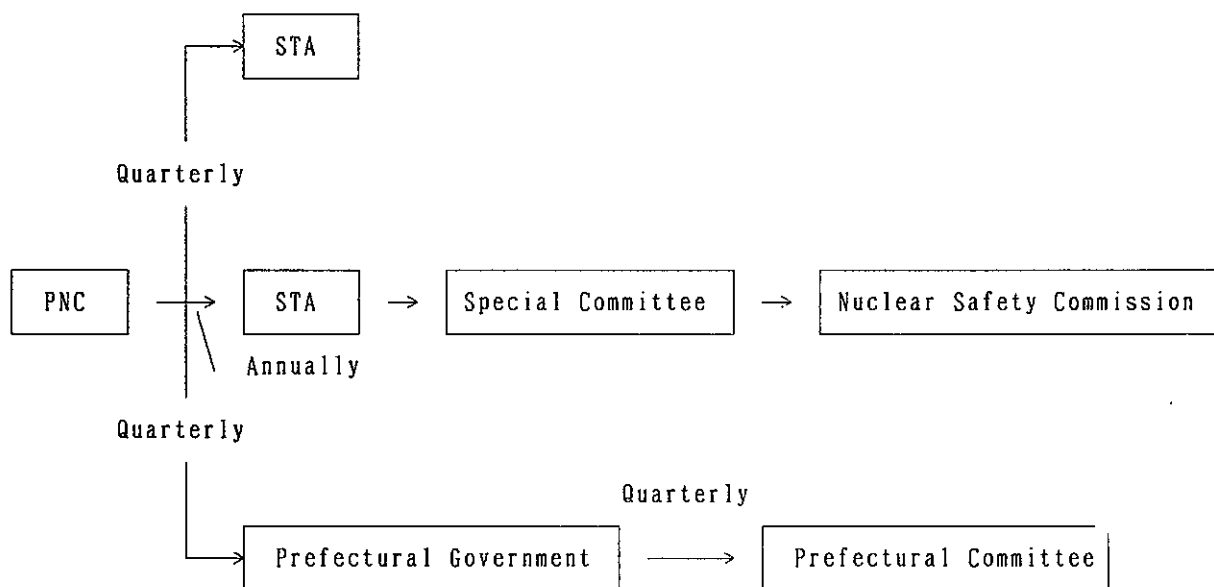 STA
Quarterly
PNC
STA
Special Committee
Nuclear Safety Commission
Annually
Quarterly
Quarterly
Prefectural Government
Prefectural Committee